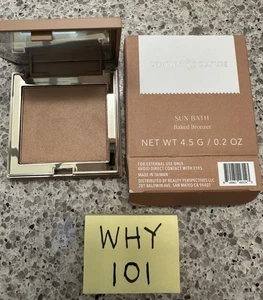 SUN BATH
Baked Bronzer
NET WT 4.5 G / 0.2 OZ
FOR EXTERNAL USE ONLY
AVOID DIRECT CONTACT WITH EYES
MADE IN TAIWAN
DISTRIBUTED BY BEAUTY PERSPECTIVES LLC
WHY
101